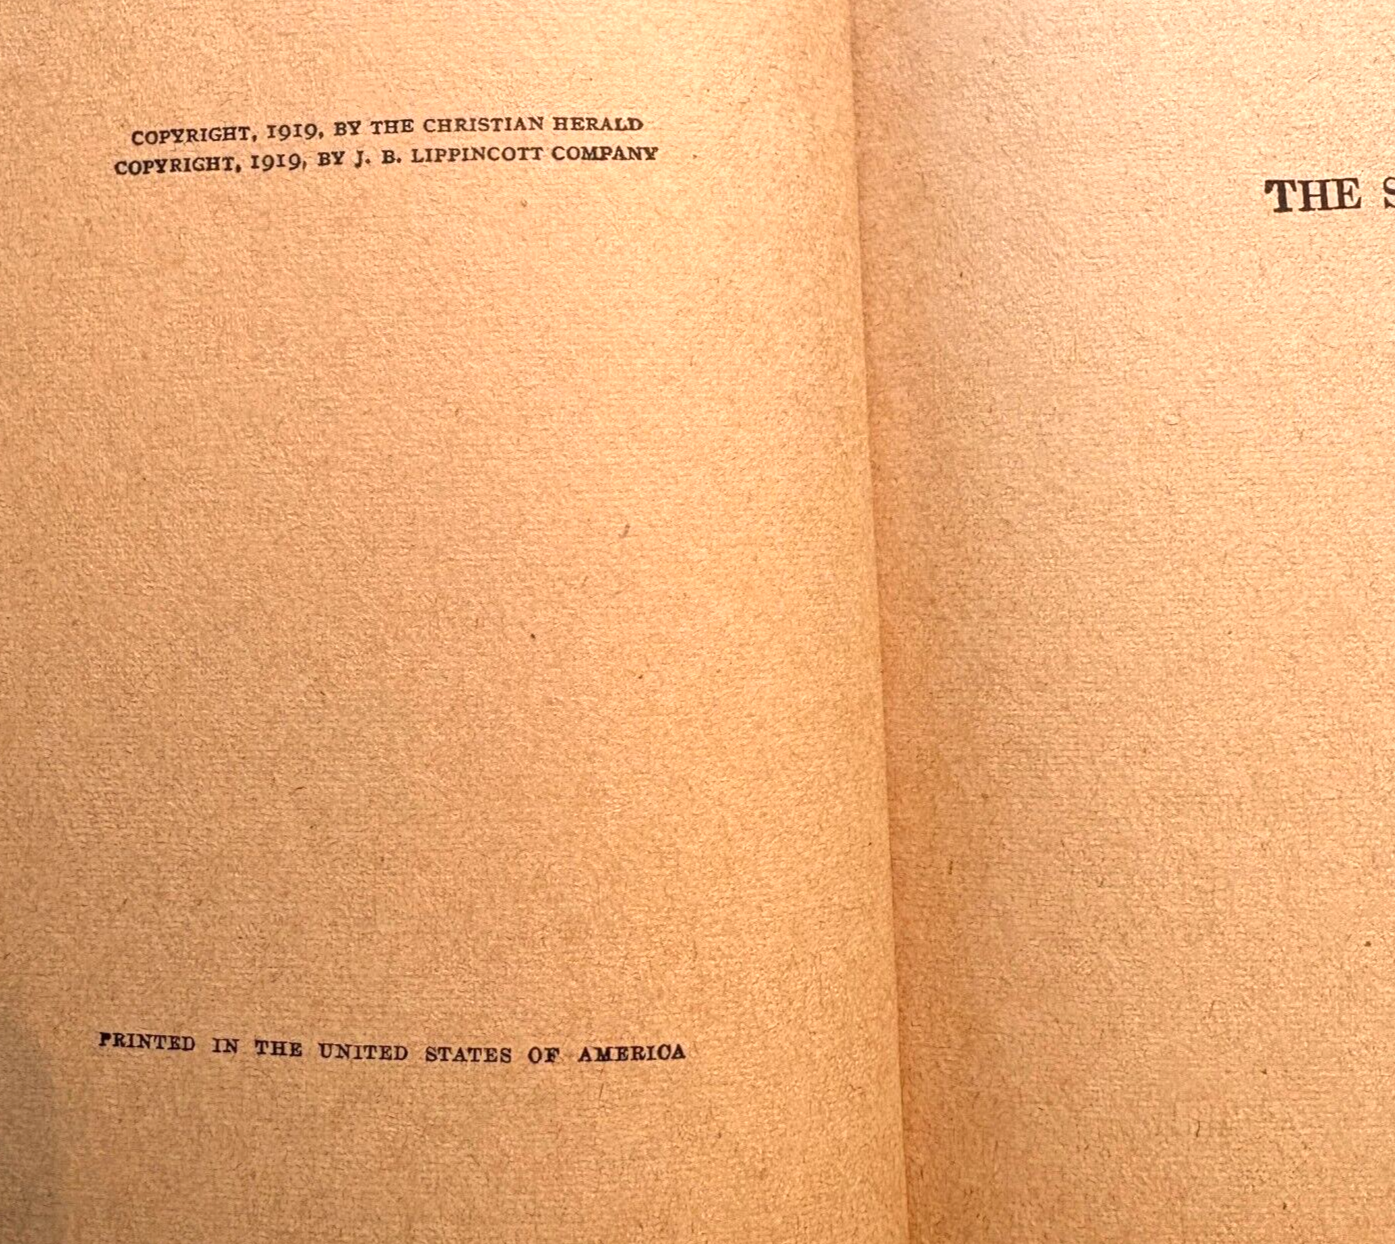 COPYRIGHT, 1919, BY THE CHRISTIAN HERALD
COPYRIGHT, 1919, BY J. B. LIPPINCOTT COMPANY
PRINTED IN THE UNITED STATES OF AMERICA
THE S